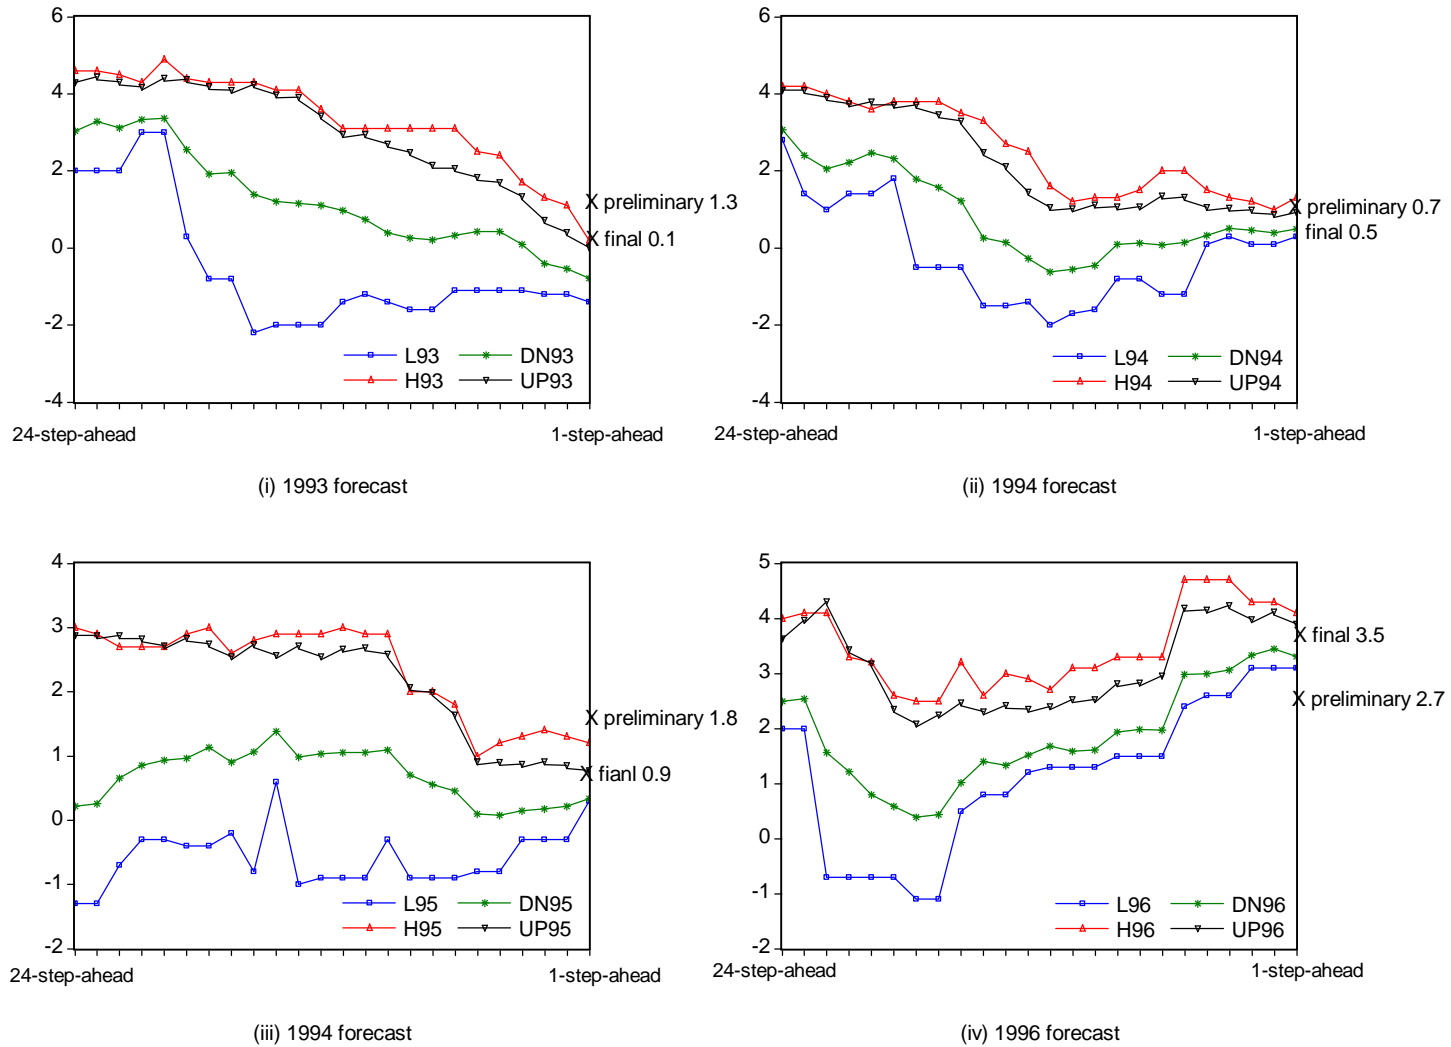 6
4
2
0
-2
-4
X preliminary 1.3
X final 0.1
L93 DN93
H93 UP93
24-step-ahead 1-step-ahead
(i) 1993 forecast
6
4
2
0
-2
-4
X preliminary 0.7
final 0.5
L94 DN94
H94 UP94
24-step-ahead 1-step-ahead
(ii) 1994 forecast
4
3
2
1
0
-1
-2
X preliminary 1.8
X fianl 0.9
L95 DN95
H95 UP95
24-step-ahead 1-step-ahead
(iii) 1994 forecast
5
4
3
2
1
0
-1
-2
X final 3.5
X preliminary 2.7
L96 DN96
H96 UP96
24-step-ahead 1-step-ahead
(iv) 1996 forecast